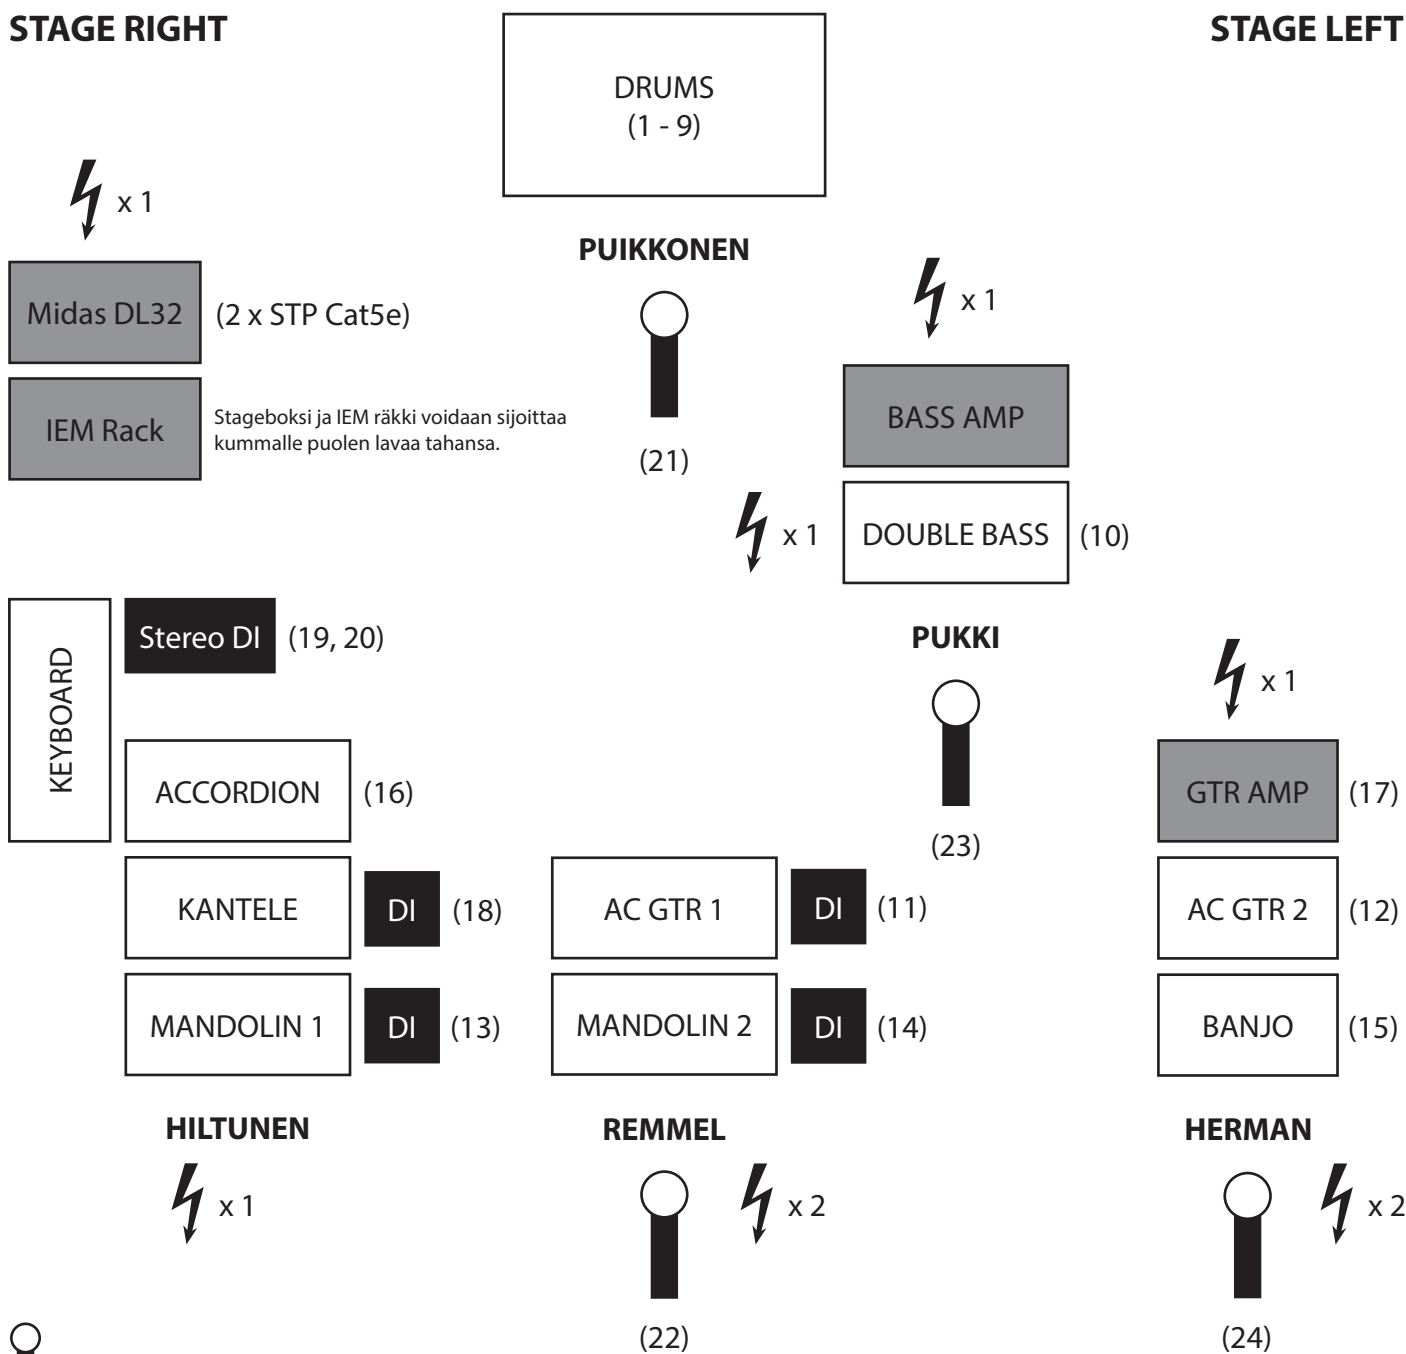 STAGE RIGHT
STAGE LEFT
DRUMS
(1 - 9)
x 1
PUIKKONEN
x 1
Midas DL32
(2 x STP Cat5e)
IEM Rack
Stageboksi ja IEM räkki voidaan sijoittaa
kummalle puolen lavaa tahansa.
BASS AMP
(21)
x 1
DOUBLE BASS
(10)
KEYBOARD
Stereo DI
(19, 20)
PUKKI
x 1
ACCORDION
(16)
GTR AMP
(17)
(23)
KANTELE
DI
(18)
AC GTR 1
DI
(11)
AC GTR 2
(12)
MANDOLIN 1
DI
(13)
MANDOLIN 2
DI
(14)
BANJO
(15)
HILTUNEN
REMMEL
HERMAN
x 1
x 2
x 2
(22)
(24)